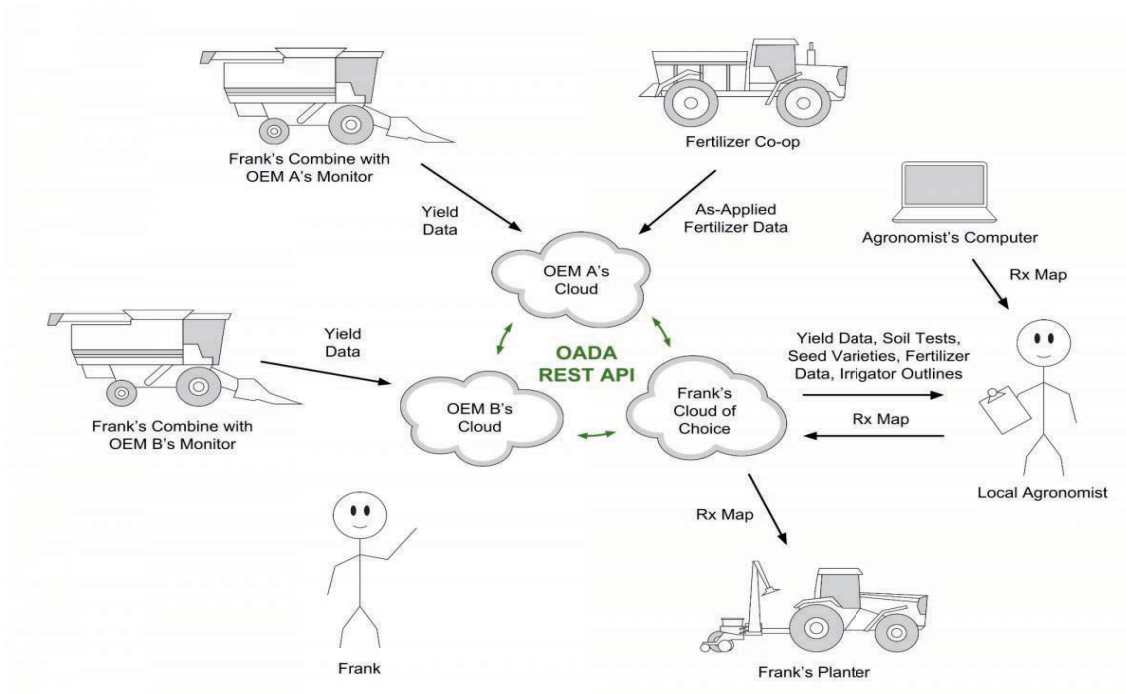 Frank's Combine with
OEM A's Monitor
Fertilizer Co-op
Yield
Data
As-Applied
Fertilizer Data
Agronomist's Computer
Rx Map
OEM A's
Cloud
Yield
Data
OADA
REST API
Yield Data, Soil Tests,
Seed Varieties, Fertilizer
Data, Irrigator Outlines
Frank's Combine with
OEM B's Monitor
OEM B's
Cloud
Frank's
Cloud of
Choice
Rx Map
Local Agronomist
Rx Map
Frank
Frank's Planter